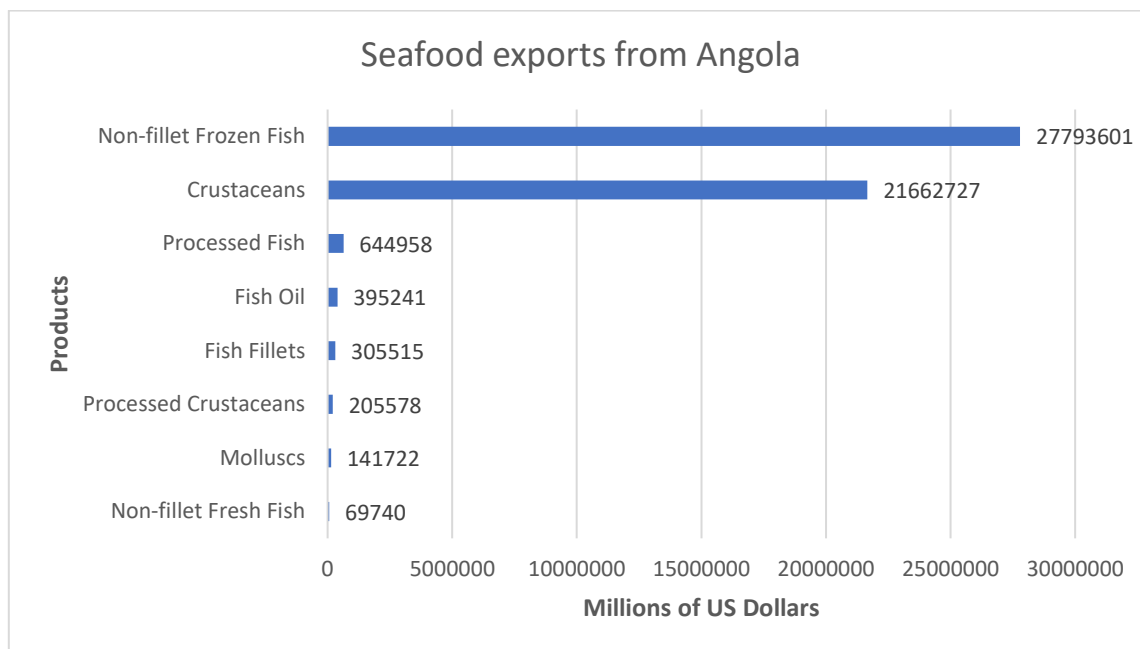 Seafood exports from Angola
Products
Non-fillet Frozen Fish 27793601
Crustaceans 21662727
Processed Fish 644958
Fish Oil 395241
Fish Fillets 305515
Processed Crustaceans 205578
Molluscs 141722
Non-fillet Fresh Fish 69740
0 5000000 10000000 15000000 20000000 25000000 30000000
Millions of US Dollars